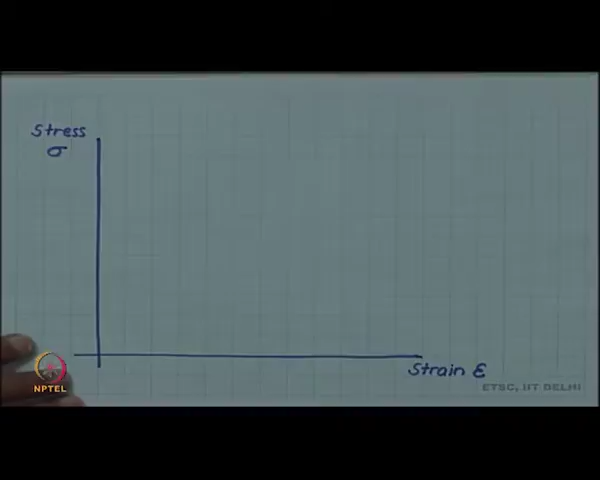 Stress
σ
Strain ε
NPTEL
ETSC, IIT DELHI